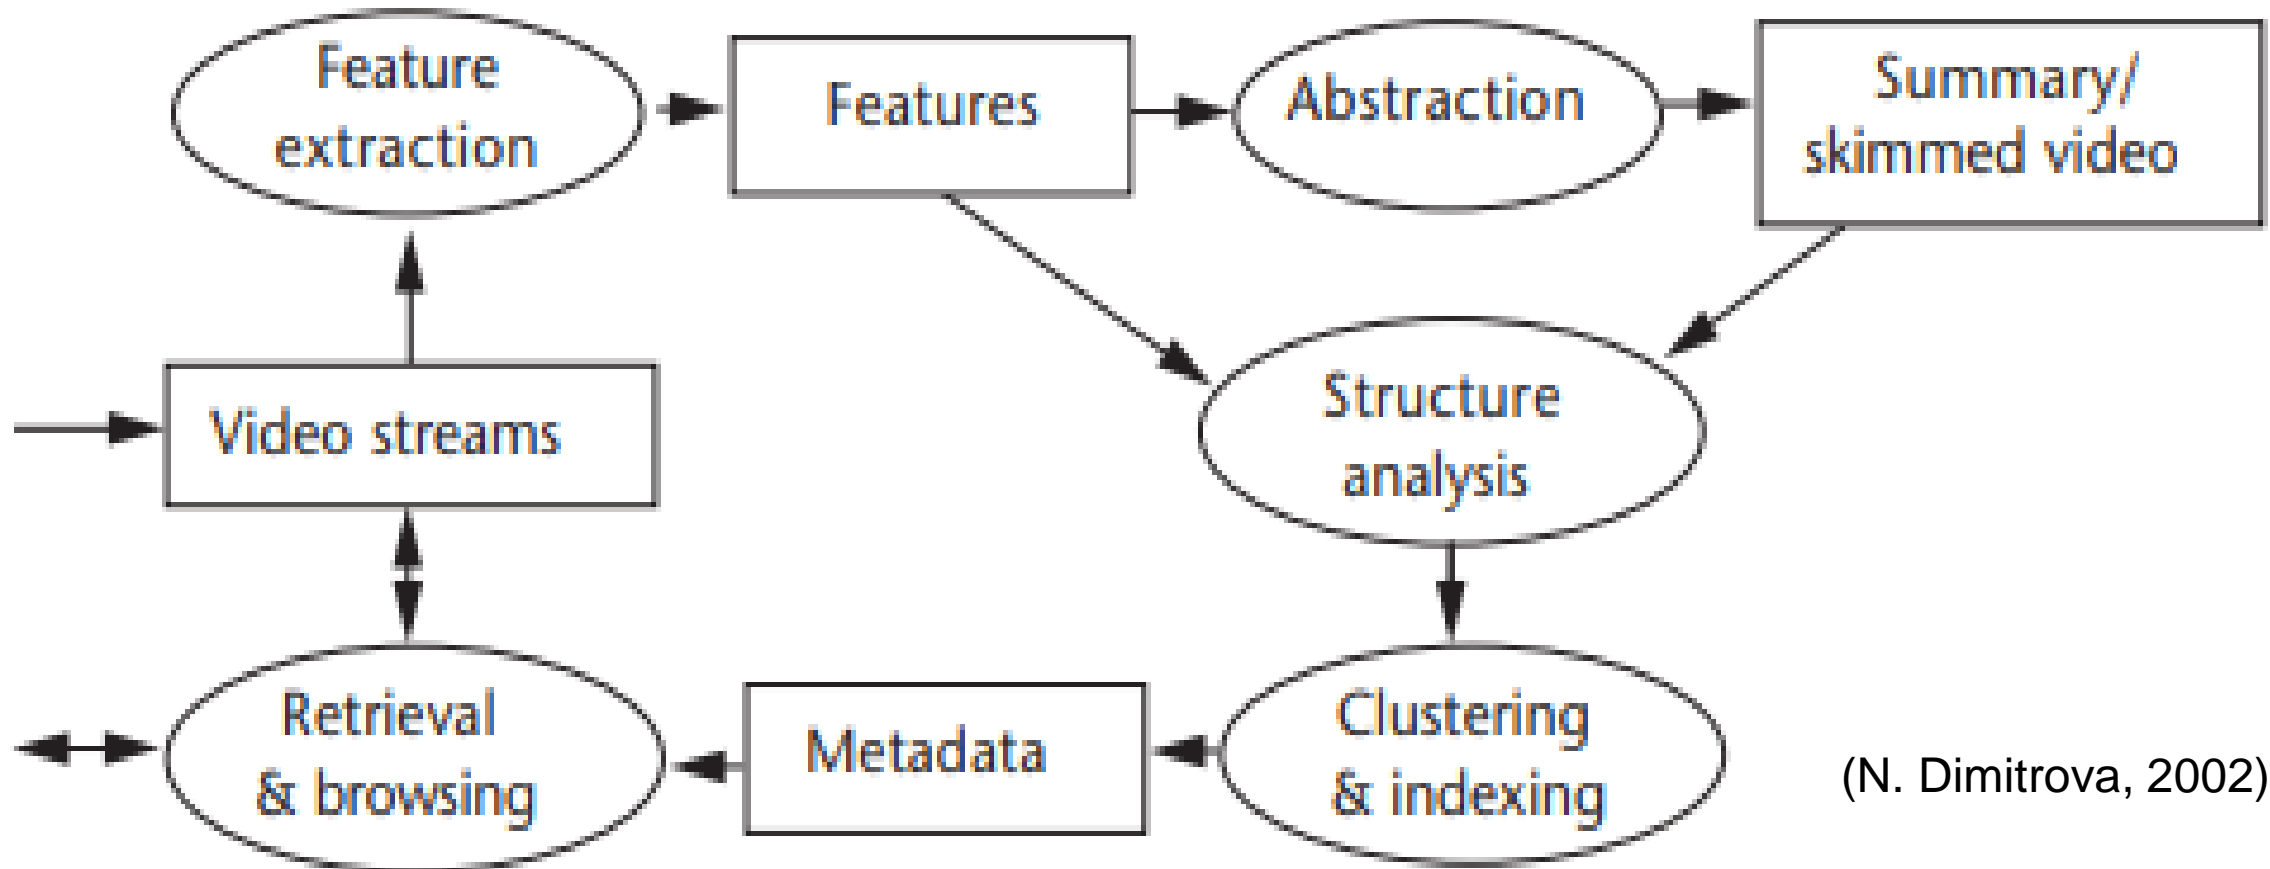 Feature
extraction
Features
Abstraction
Summary/
skimmed video
Video streams
Structure
analysis
Retrieval
& browsing
Metadata
Clustering
& indexing
(N. Dimitrova, 2002)